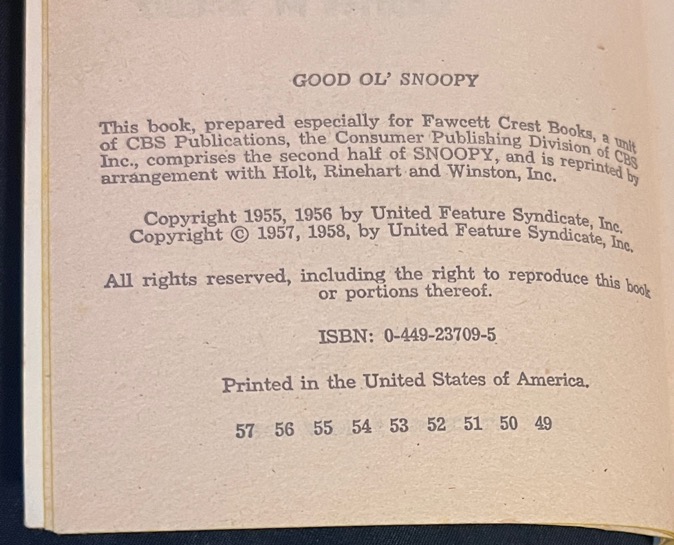 GOOD OL' SNOOPY
This book, prepared especially for Fawcett Crest Books, a unit
of CBS Publications, the Consumer Publishing Division of CBS
Inc., comprises the second half of SNOOPY, and is reprinted by
arrangement with Holt, Rinehart and Winston, Inc.
Copyright 1955, 1956 by United Feature Syndicate, Inc.
Copyright © 1957, 1958, by United Feature Syndicate, Inc.
All rights reserved, including the right to reproduce this book
or portions thereof.
ISBN: 0-449-23709-5
Printed in the United States of America.
57 56 55 54 53 52 51 50 49